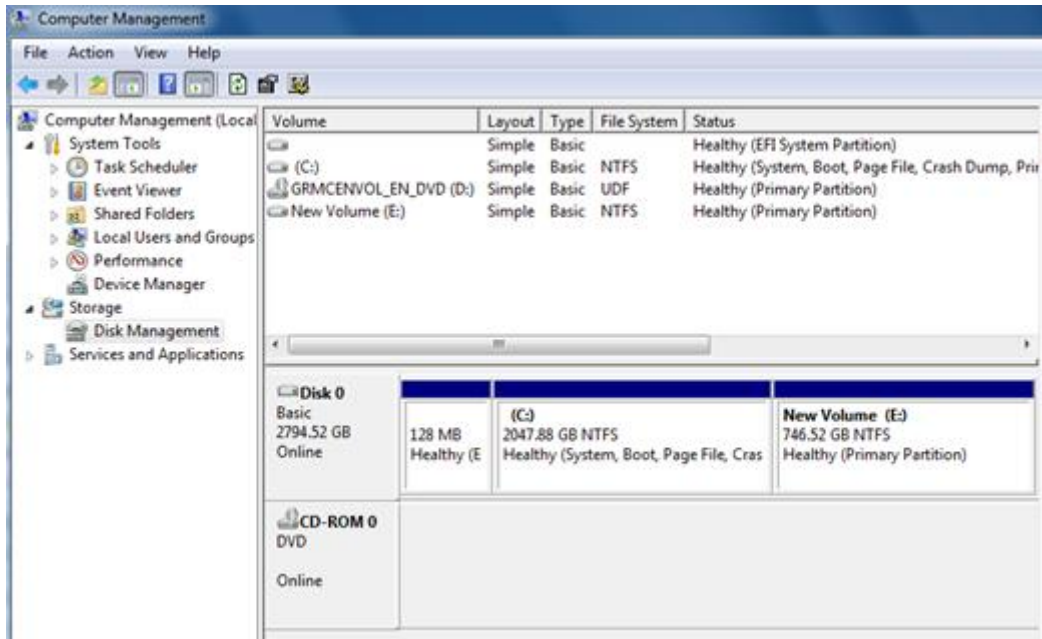 Computer Management
File Action View Help
Computer Management (Local
System Tools
Task Scheduler
Event Viewer
Shared Folders
Local Users and Groups
Performance
Device Manager
Storage
Disk Management
Services and Applications
Volume Layout Type File System Status
Simple Basic Healthy (EFI System Partition)
(C:) Simple Basic NTFS Healthy (System, Boot, Page File, Crash Dump, Pri
GRMCENVOL_EN_DVD (D:) Simple Basic UDF Healthy (Primary Partition)
New Volume (E:) Simple Basic NTFS Healthy (Primary Partition)
Disk 0
Basic
2794.52 GB
Online
128 MB
Healthy (E
(C:)
2047.88 GB NTFS
Healthy (System, Boot, Page File, Cras
New Volume (E:)
746.52 GB NTFS
Healthy (Primary Partition)
CD-ROM 0
DVD
Online